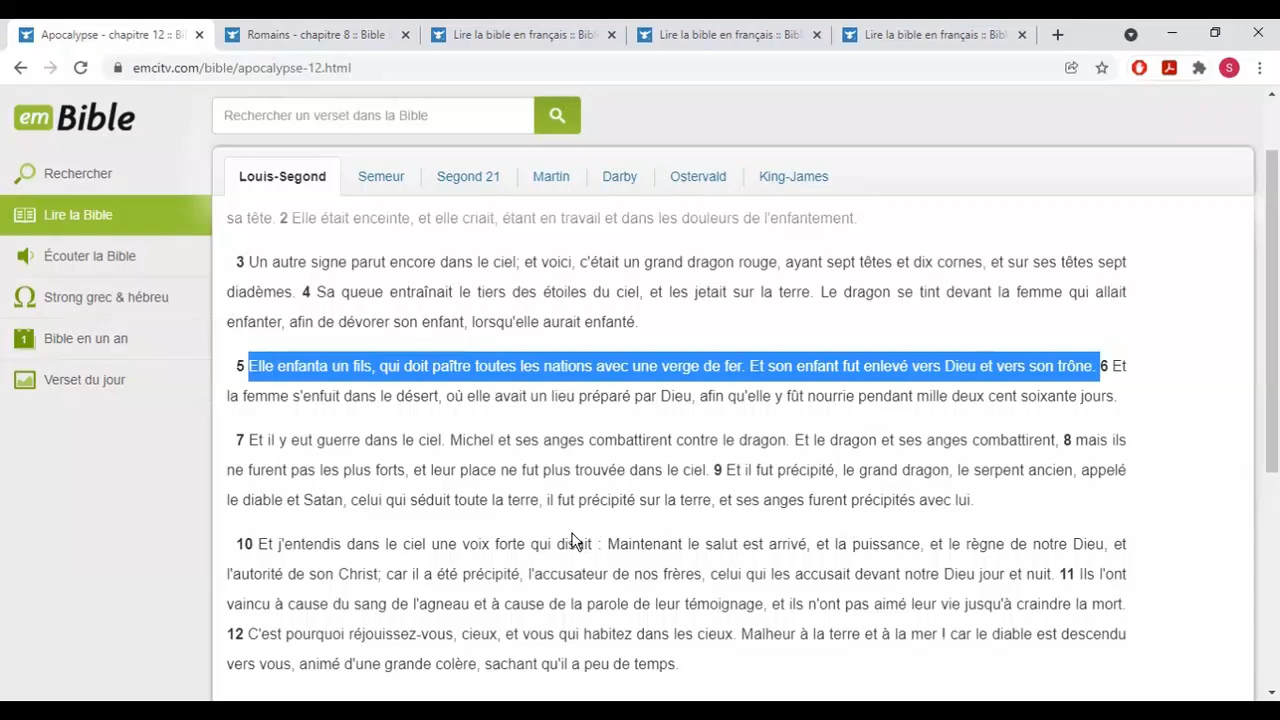 Apocalypse - chapitre 12 :: Bi
Romains - chapitre 8 :: Bible
Lire la bible en français :: Bib
Lire la bible en français :: Bib
Lire la bible en français :: Bib
emcitv.com/bible/apocalypse-12.html
S
em Bible
Rechercher un verset dans la Bible
Rechercher
Lire la Bible
Écouter la Bible
Strong grec & hébreu
1 Bible en un an
Verset du jour
Louis-Segond Semeur Segond 21 Martin Darby Ostervald King-James
sa tête. 2 Elle était enceinte, et elle criait, étant en travail et dans les douleurs de l'enfantement.
3 Un autre signe parut encore dans le ciel; et voici, c'était un grand dragon rouge, ayant sept têtes et dix cornes, et sur ses têtes sept
diadèmes. 4 Sa queue entraînait le tiers des étoiles du ciel, et les jetait sur la terre. Le dragon se tint devant la femme qui allait
enfanter, afin de dévorer son enfant, lorsqu'elle aurait enfanté.
5 Elle enfanta un fils, qui doit paître toutes les nations avec une verge de fer. Et son enfant fut enlevé vers Dieu et vers son trône. 6 Et
la femme s'enfuit dans le désert, où elle avait un lieu préparé par Dieu, afin qu'elle y fût nourrie pendant mille deux cent soixante jours.
7 Et il y eut guerre dans le ciel. Michel et ses anges combattirent contre le dragon. Et le dragon et ses anges combattirent, 8 mais ils
ne furent pas les plus forts, et leur place ne fut plus trouvée dans le ciel. 9 Et il fut précipité, le grand dragon, le serpent ancien, appelé
le diable et Satan, celui qui séduit toute la terre, il fut précipité sur la terre, et ses anges furent précipités avec lui.
10 Et j'entendis dans le ciel une voix forte qui disait : Maintenant le salut est arrivé, et la puissance, et le règne de notre Dieu, et
l'autorité de son Christ; car il a été précipité, l'accusateur de nos frères, celui qui les accusait devant notre Dieu jour et nuit. 11 Ils l'ont
vaincu à cause du sang de l'agneau et à cause de la parole de leur témoignage, et ils n'ont pas aimé leur vie jusqu'à craindre la mort.
12 C'est pourquoi réjouissez-vous, cieux, et vous qui habitez dans les cieux. Malheur à la terre et à la mer ! car le diable est descendu
vers vous, animé d'une grande colère, sachant qu'il a peu de temps.